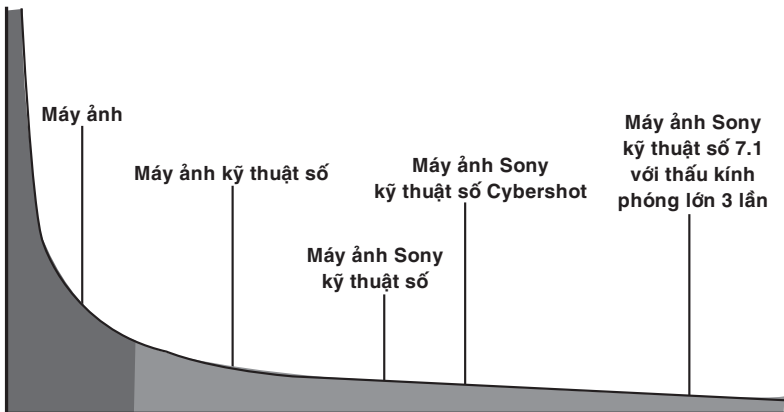 Máy ảnh
Máy ảnh kỹ thuật số
Máy ảnh Sony
kỹ thuật số
Máy ảnh Sony
kỹ thuật số Cybershot
Máy ảnh Sony
kỹ thuật số 7.1
với thấu kính
phóng lớn 3 lần